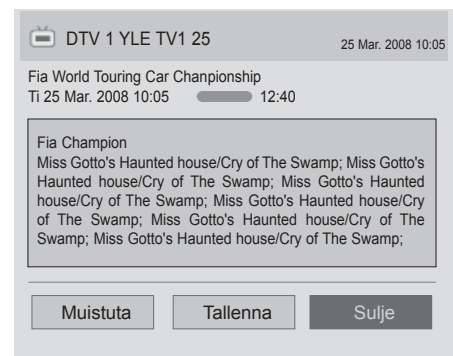 DTV 1 YLE TV1 25
25 Mar. 2008 10:05
Fia World Touring Car Chanpionship
Ti 25 Mar. 2008 10:05 12:40
Fia Champion
Miss Gotto's Haunted house/Cry of The Swamp; Miss Gotto's
Haunted house/Cry of The Swamp; Miss Gotto's Haunted
house/Cry of The Swamp; Miss Gotto's Haunted house/Cry
of The Swamp; Miss Gotto's Haunted house/Cry of The
Swamp; Miss Gotto's Haunted house/Cry of The Swamp;
Muistuta
Tallenna
Sulje